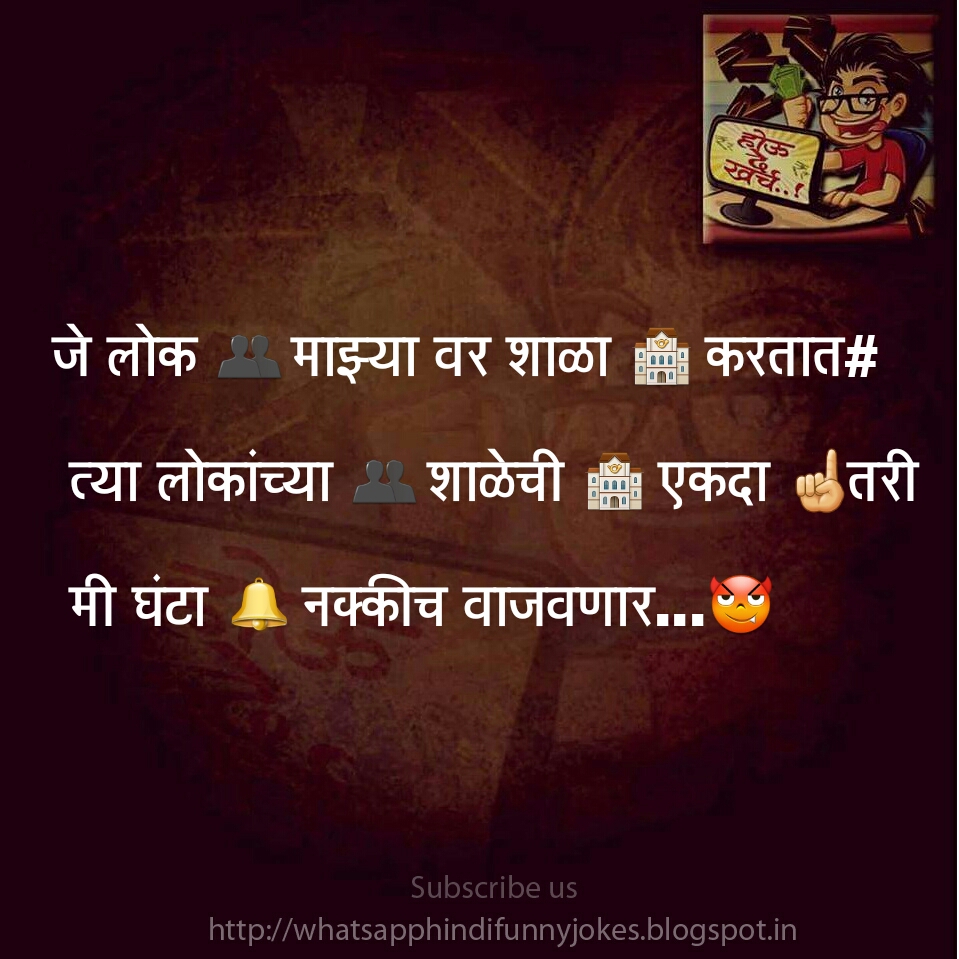 होऊ
दे
खर्च..!
जे लोक 👥 माझ्या वर शाळा 🏤 करतात#
त्या लोकांच्या 👥 शाळेची 🏤 एकदा ☝तरी
मी घंटा 🔔 नक्कीच वाजवणार...😈
Subscribe us
http://whatsapphindifunnyjokes.blogspot.in